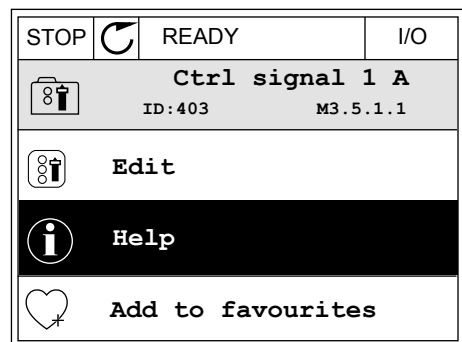 STOP READY I/O
Ctrl signal 1 A
ID:403 M3.5.1.1
Edit
Help
Add to favourites